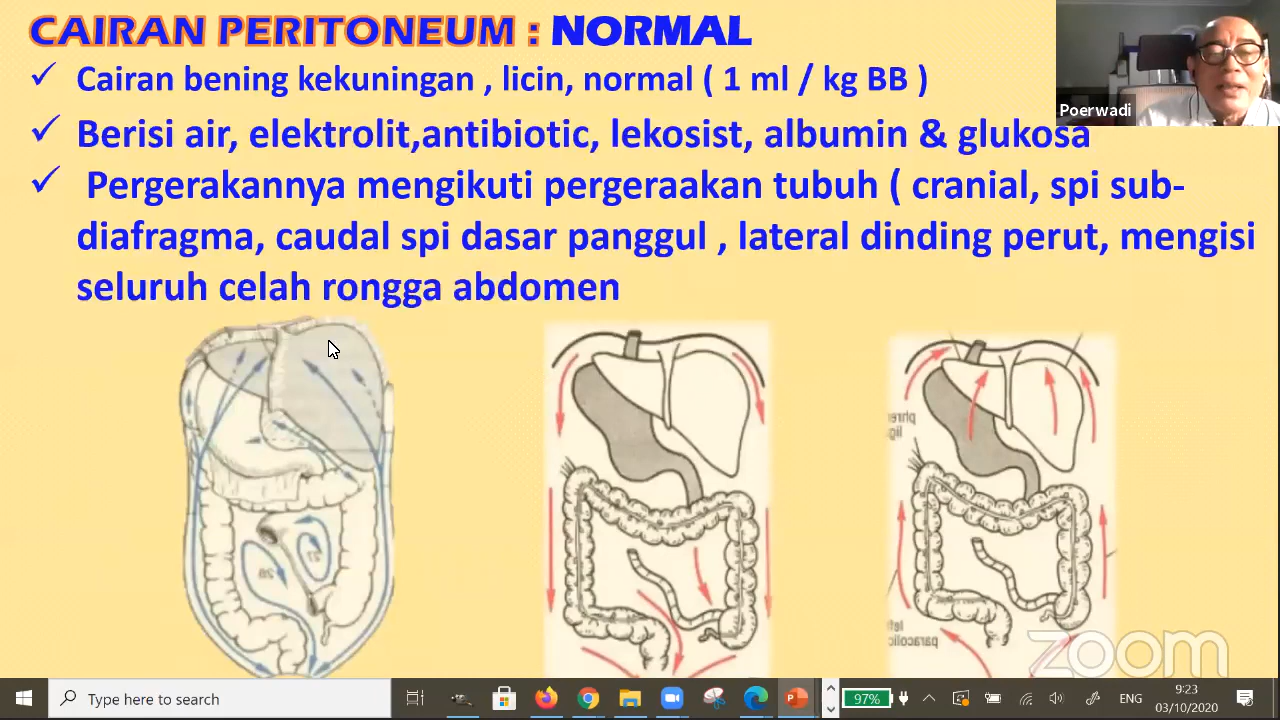 CAIRAN PERITONEUM : NORMAL
✓ Cairan bening kekuningan , licin, normal ( 1 ml / kg BB )
Poerwadi
✓ Berisi air, elektrolit,antibiotic, lekosist, albumin & glukosa
✓ Pergerakannya mengikuti pergeraakan tubuh ( cranial, spi sub-
diafragma, caudal spi dasar panggul , lateral dinding perut, mengisi
seluruh celah rongga abdomen
zoom
Type here to search
97%
ENG
9:23
03/10/2020